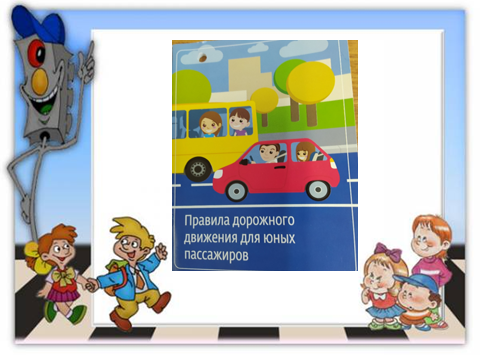 Правила дорожного
движения для юных
пассажиров